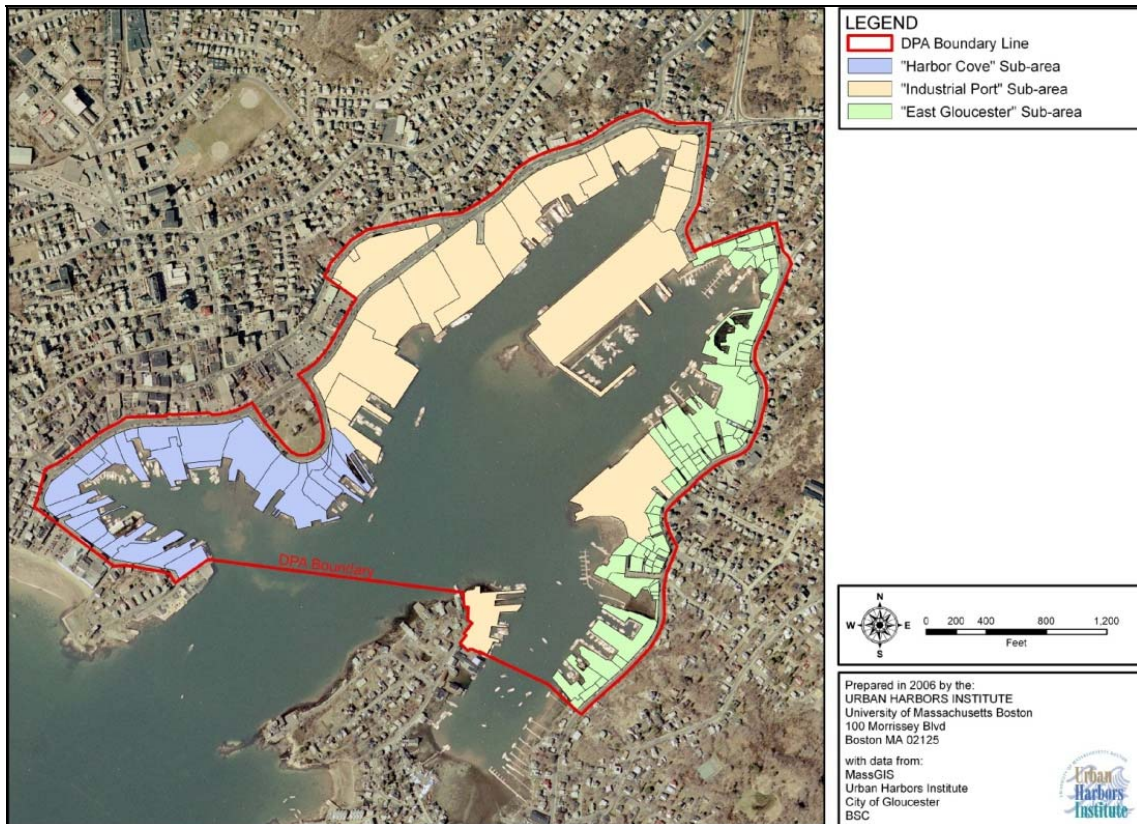 LEGEND
DPA Boundary Line
"Harbor Cove" Sub-area
"Industrial Port" Sub-area
"East Gloucester" Sub-area
DPA Boundary
N
W E
S
0 200 400 800 1,200
Feet
Prepared in 2006 by the:
URBAN HARBORS INSTITUTE
University of Massachusetts Boston
100 Morrissey Blvd
Boston MA 02125
with data from:
MassGIS
Urban Harbors Institute
City of Gloucester
BSC
Urban
Harbors
Institute